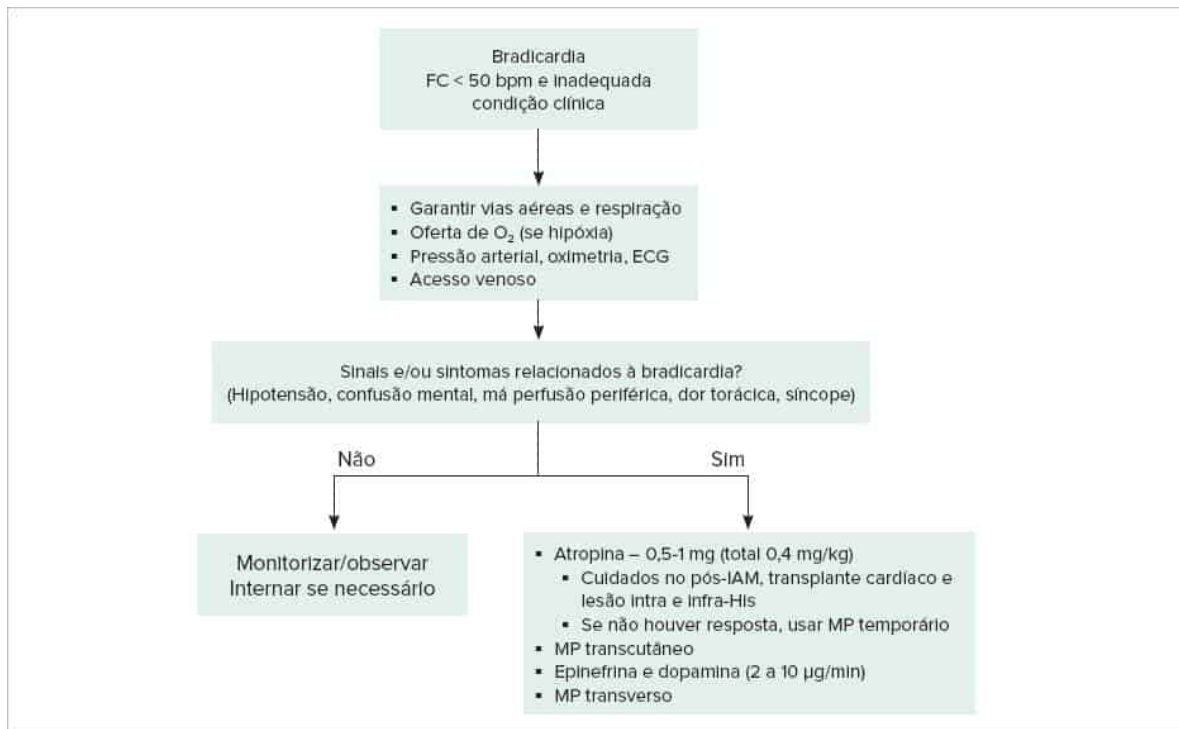 Bradicardia
FC < 50 bpm e inadequada
condição clínica
▪ Garantir vias aéreas e respiração
▪ Oferta de O₂ (se hipóxia)
▪ Pressão arterial, oximetria, ECG
▪ Acesso venoso
Sinais e/ou sintomas relacionados à bradicardia?
(Hipotensão, confusão mental, má perfusão periférica, dor torácica, síncope)
Não
Sim
Monitorizar/observar
Internar se necessário
▪ Atropina – 0,5-1 mg (total 0,4 mg/kg)
▪ Cuidados no pós-IAM, transplante cardíaco e
lesão intra e infra-His
▪ Se não houver resposta, usar MP temporário
▪ MP transcutâneo
▪ Epinefrina e dopamina (2 a 10 µg/min)
▪ MP transverso